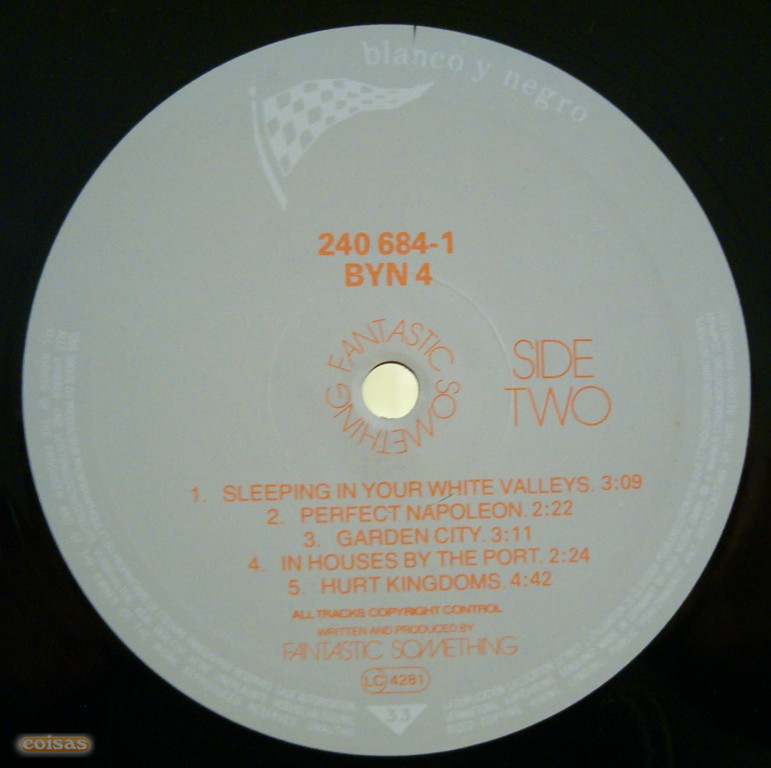 blanco y negro
240 684-1
BYN 4
FANTASTIC SOMETHING
SIDE
TWO
1. SLEEPING IN YOUR WHITE VALLEYS. 3:09
2. PERFECT NAPOLEON. 2:22
3. GARDEN CITY. 3:11
4. IN HOUSES BY THE PORT. 2:24
5. HURT KINGDOMS. 4:42
ALL TRACKS COPYRIGHT CONTROL
WRITTEN AND PRODUCED BY
FANTASTIC SOMETHING
LC 4281
33
coisas